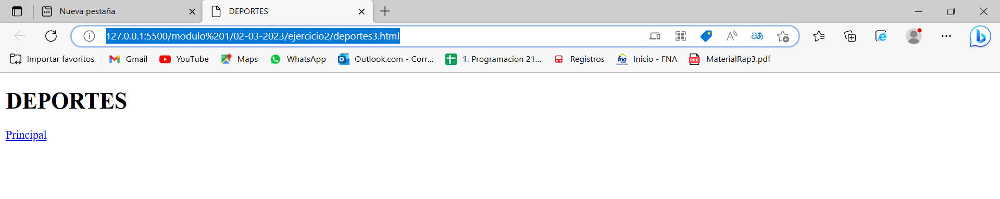 Nueva pestaña
DEPORTES
127.0.0.1:5500/modulo%201/02-03-2023/ejercicio2/deportes3.html
Importar favoritos
Gmail
YouTube
Maps
WhatsApp
Outlook.com - Corr...
1. Programacion 21...
Registros
Inicio - FNA
MaterialRap3.pdf
DEPORTES
Principal